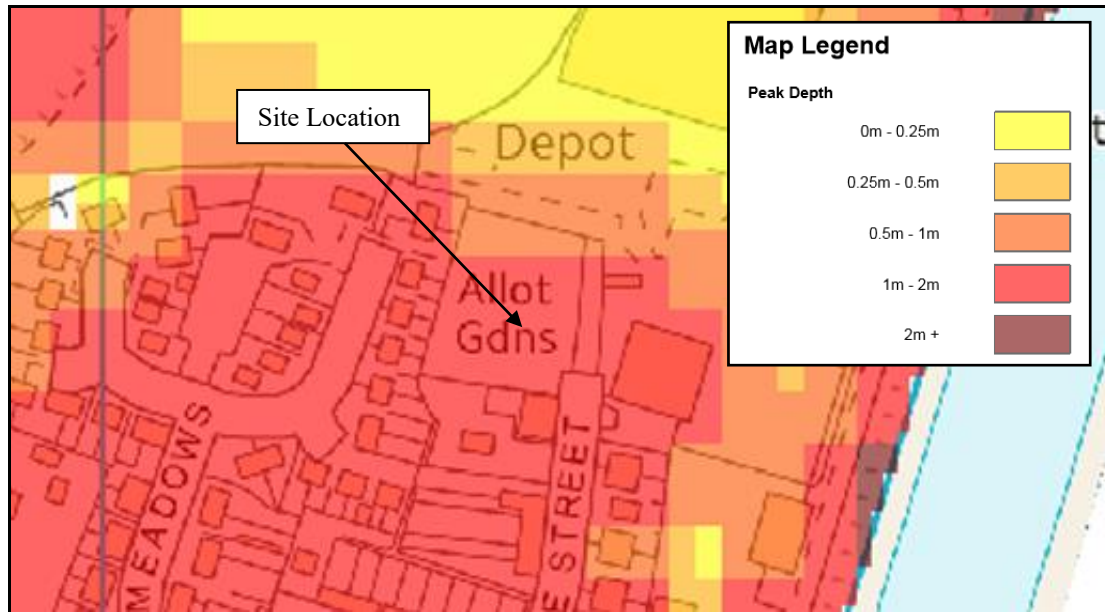 Map Legend
Peak Depth
0m - 0.25m
0.25m - 0.5m
0.5m - 1m
1m - 2m
2m +
Site Location
Depot
Allot
Gdns
MEADOWS
E STREET
t